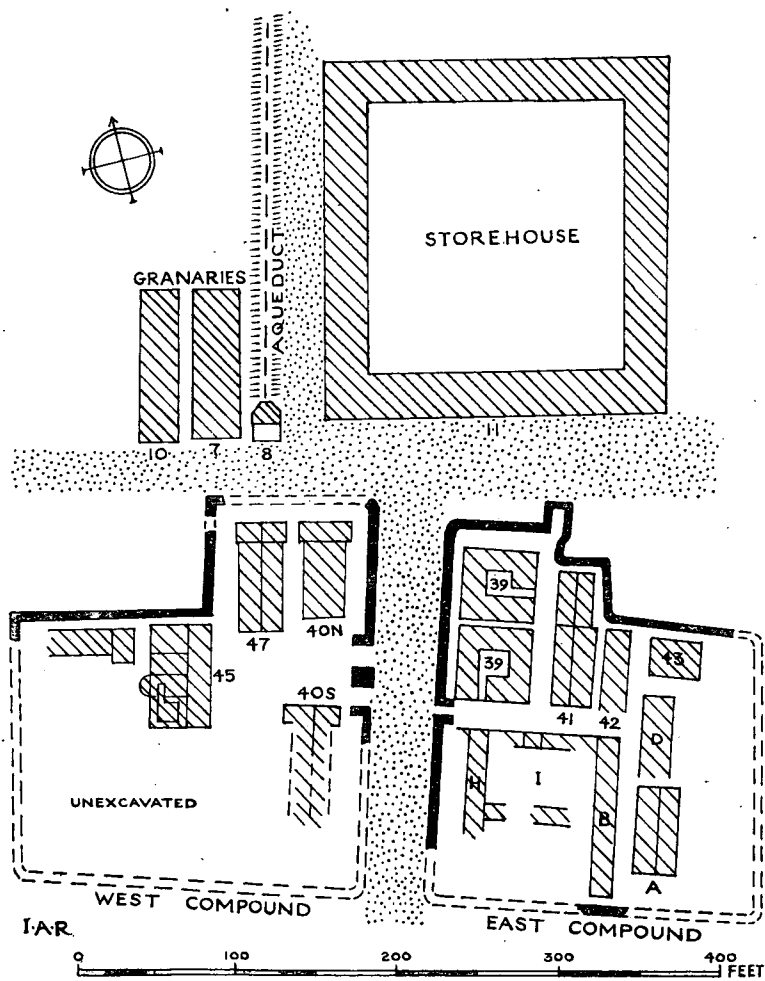 STOREHOUSE
GRANARIES
AQUEDUCT
10
7
8
11
39
40N
47
39
43
45
40S
41
42
D
H
I
B
UNEXCAVATED
A
WEST COMPOUND
EAST COMPOUND
I.A.R.
0 100 200 300 400 FEET